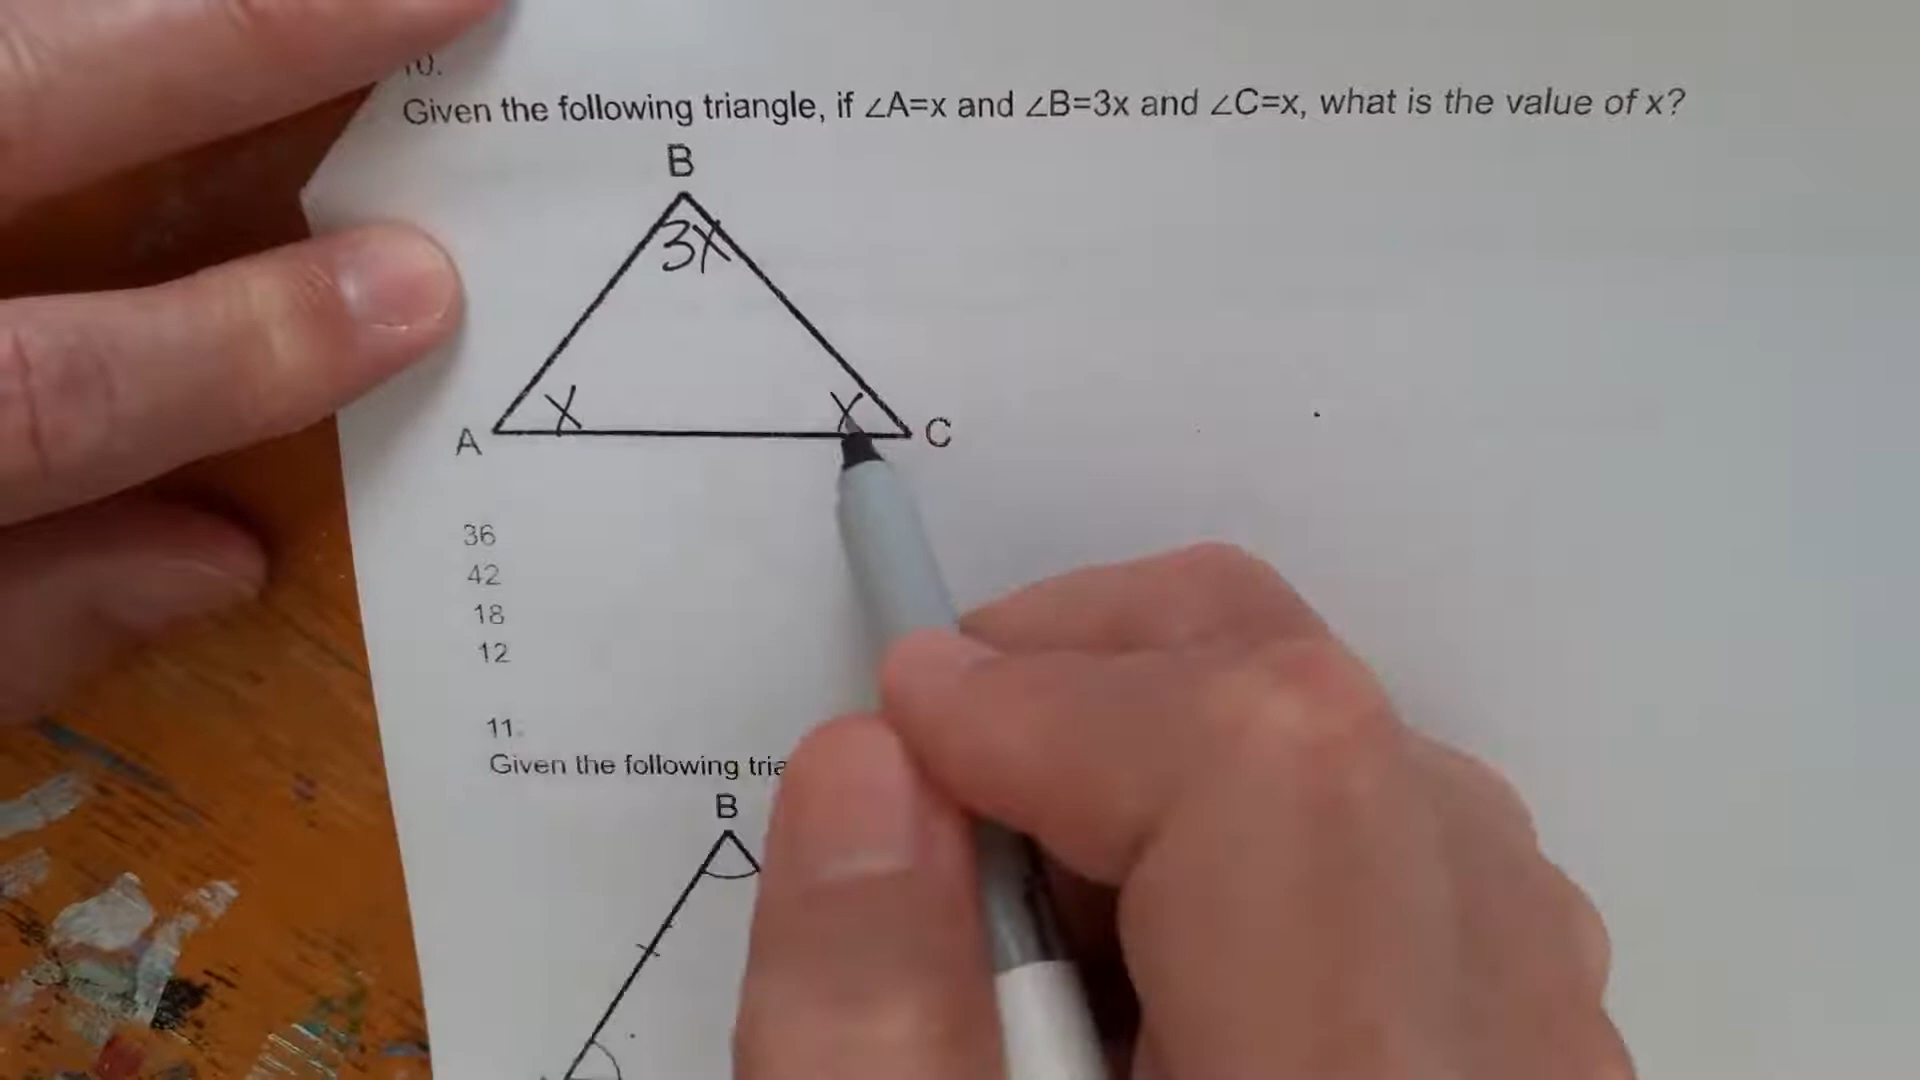 10.
Given the following triangle, if ∠A=x and ∠B=3x and ∠C=x, what is the value of x?
B
3x
x
x
A
C
36
42
18
12
11.
Given the following
B